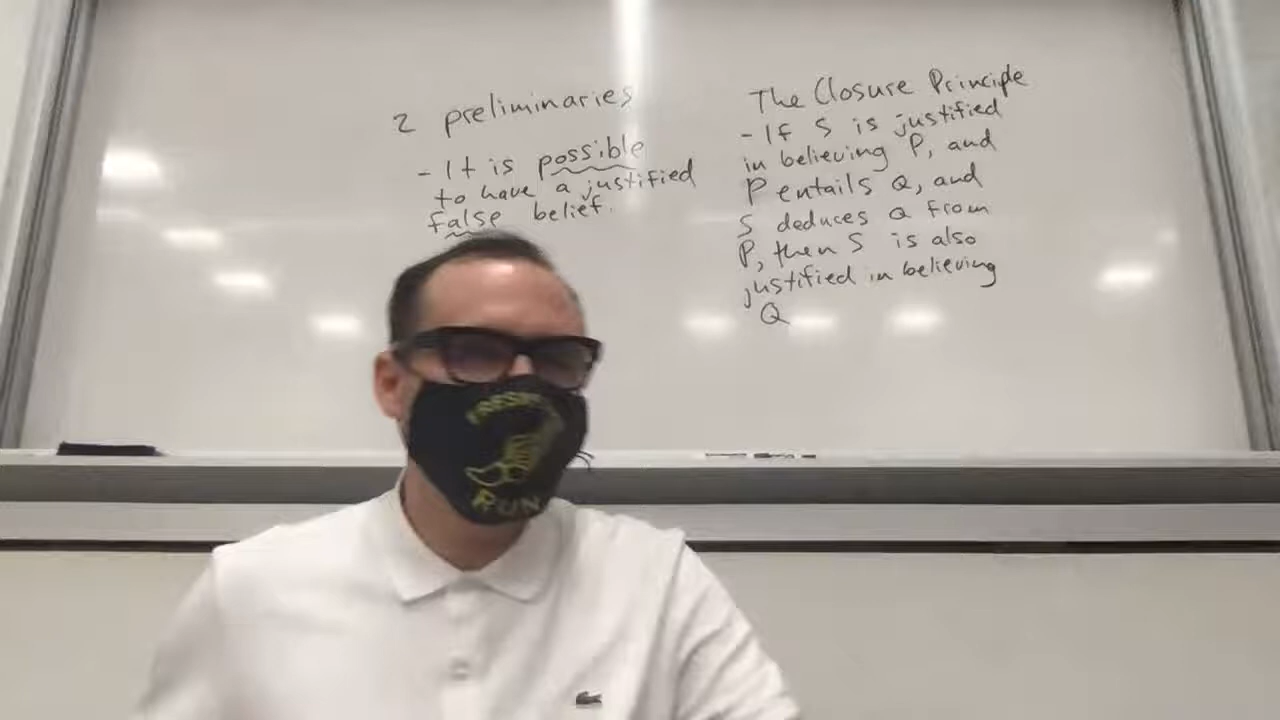 2 preliminaries
- It is possible
to have a justified
false belief.
The Closure Principle
- If S is justified
in believing P, and
P entails Q, and
S deduces Q from
P, then S is also
justified in believing
Q
RUN